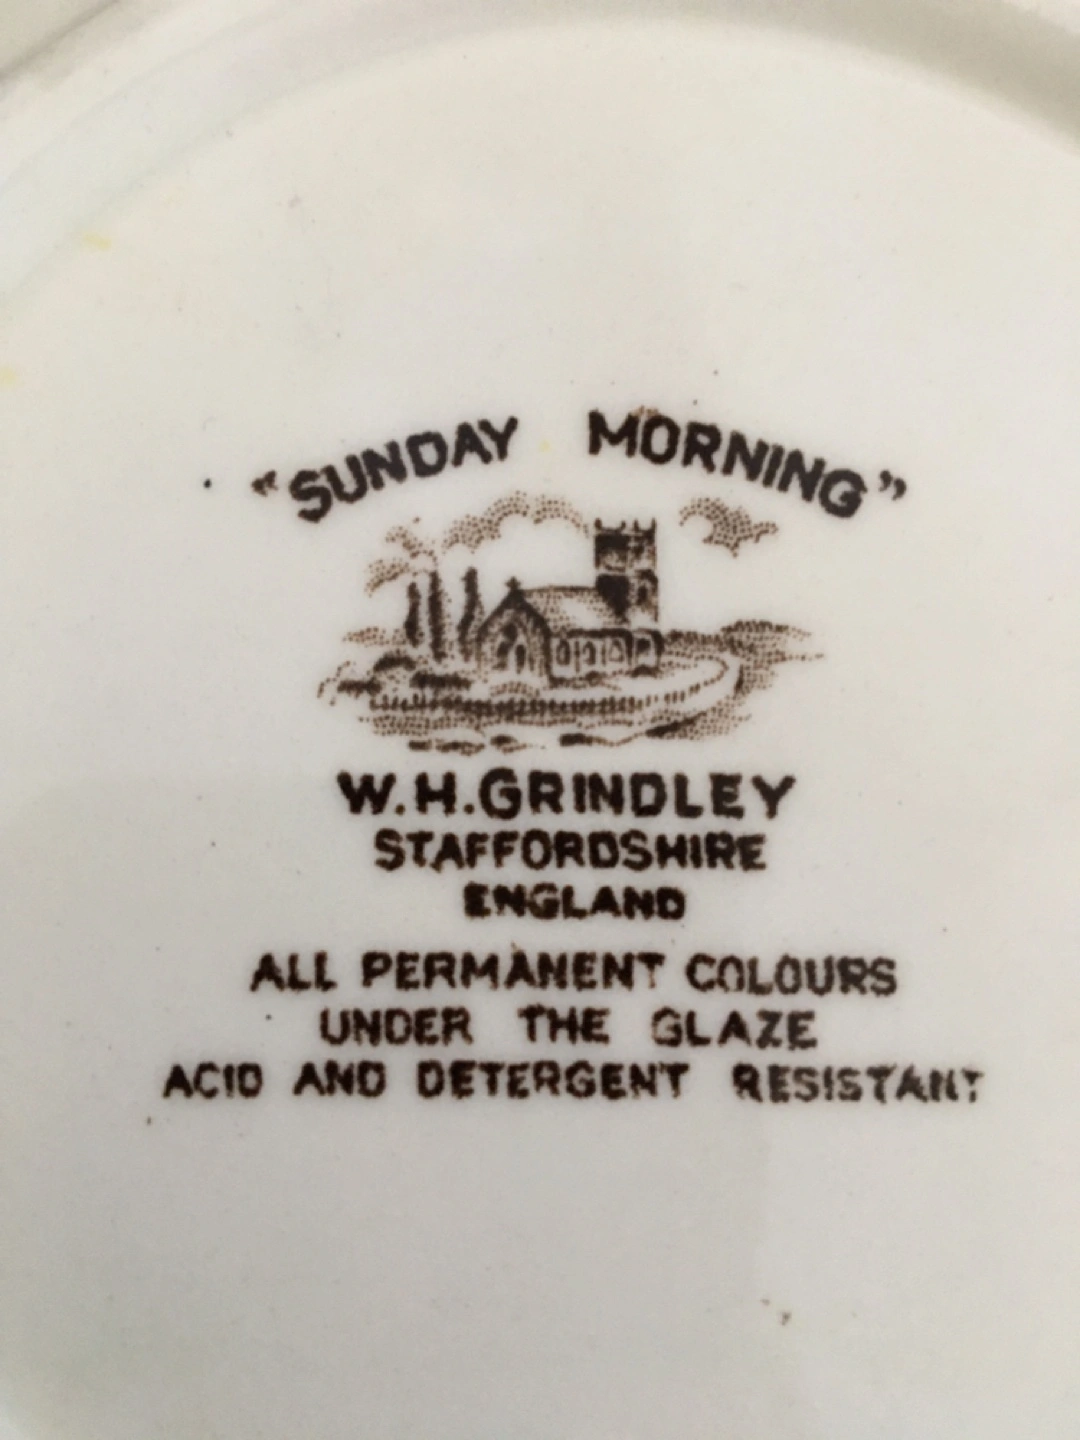 "SUNDAY MORNING"
W.H.GRINDLEY
STAFFORDSHIRE
ENGLAND
ALL PERMANENT COLOURS
UNDER THE GLAZE
ACID AND DETERGENT RESISTANT